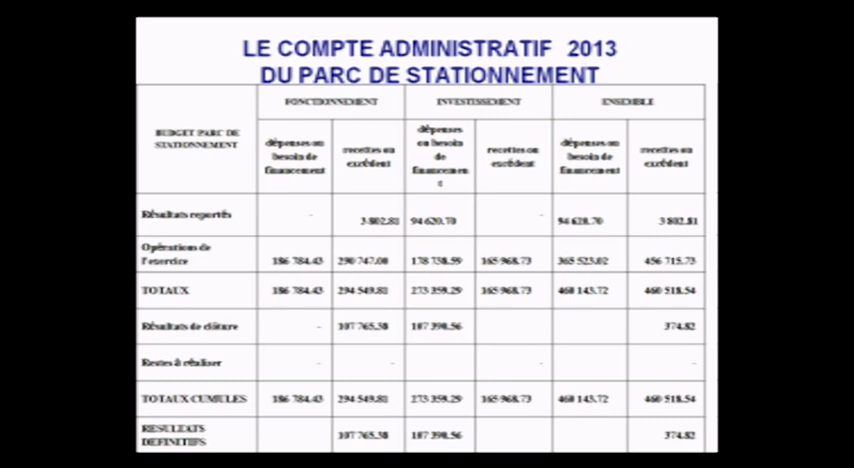 LE COMPTE ADMINISTRATIF 2013
DU PARC DE STATIONNEMENT
FONCTIONNEMENT INVESTISSEMENT ENSEMBLE
BUDGET PARC DE
STATIONNEMENT
dépenses ou
besoin de
financement
recettes ou
excédent
dépenses
ou besoin
de
financemen
t
recettes ou
excédent
dépenses ou
besoin de
financement
recettes ou
excédent
Résultats reportés - 3 802.81 94 620.70 - 94 620.70 3 802.81
Opérations de
l'exercice 186 784.43 290 747.00 178 738.59 165 968.73 365 523.02 456 715.73
TOTAUX 186 784.43 294 549.81 273 359.29 165 968.73 460 143.72 460 518.54
Résultats de clôture - 107 765.38 107 390.56 374.82
Restes à réaliser - - - -
TOTAUX CUMULES 186 784.43 294 549.81 273 359.29 165 968.73 460 143.72 460 518.54
RESULTATS
DEFINITIFS 107 765.38 107 390.56 374.82